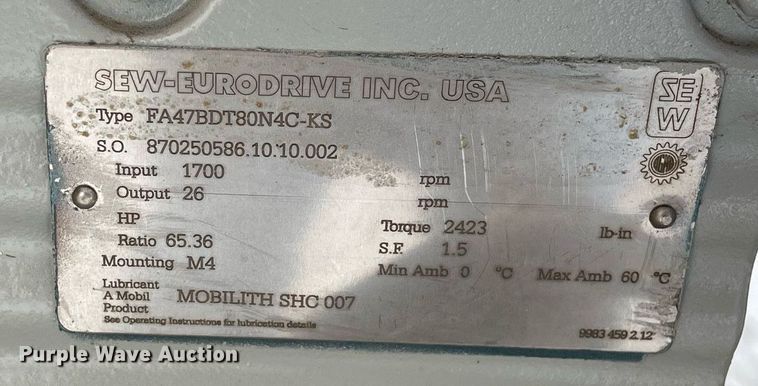 SEW-EURODRIVE INC. USA
SE
W
Type FA47BDT80N4C-KS
S.O. 870250586.10.10.002
Input 1700 rpm
Output 26 rpm
HP Torque 2423 lb-in
Ratio 65.36 S.F. 1.5
Mounting M4 Min Amb 0 °C Max Amb 60 °C
Lubricant
A Mobil MOBILITH SHC 007
Product
See Operating Instructions for lubrication details
9983 459 2.12
Purple Wave Auction